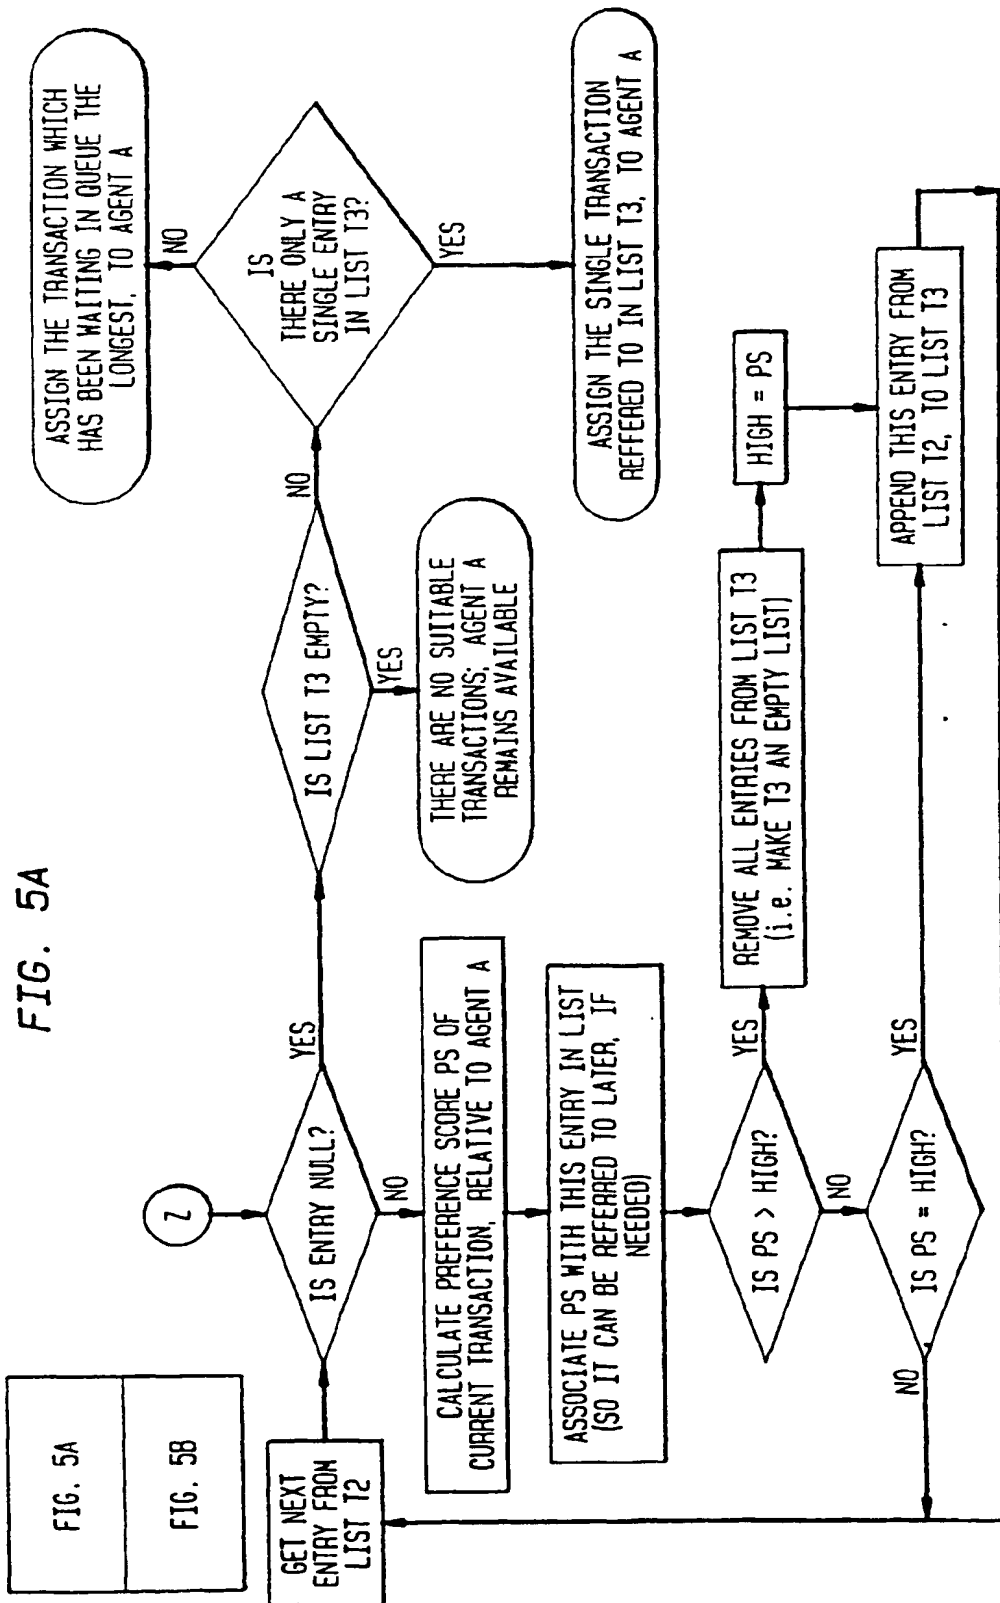 FIG. 5A
FIG. 5A
FIG. 5B
Z
GET NEXT
ENTRY FROM
LIST T2
IS ENTRY NULL?
YES
NO
IS LIST T3 EMPTY?
NO
YES
THERE ARE NO SUITABLE
TRANSACTIONS; AGENT A
REMAINS AVAILABLE
IS
THERE ONLY A
SINGLE ENTRY
IN LIST T3?
NO
YES
ASSIGN THE TRANSACTION WHICH
HAS BEEN WAITING IN QUEUE THE
LONGEST, TO AGENT A
ASSIGN THE SINGLE TRANSACTION
REFFERED TO IN LIST T3, TO AGENT A
CALCULATE PREFERENCE SCORE PS OF
CURRENT TRANSACTION, RELATIVE TO AGENT A
ASSOCIATE PS WITH THIS ENTRY IN LIST
(SO IT CAN BE REFERRED TO LATER, IF
NEEDED)
IS PS > HIGH?
YES
NO
REMOVE ALL ENTRIES FROM LIST T3
(i.e. MAKE T3 AN EMPTY LIST)
HIGH = PS
IS PS = HIGH?
YES
NO
APPEND THIS ENTRY FROM
LIST T2, TO LIST T3